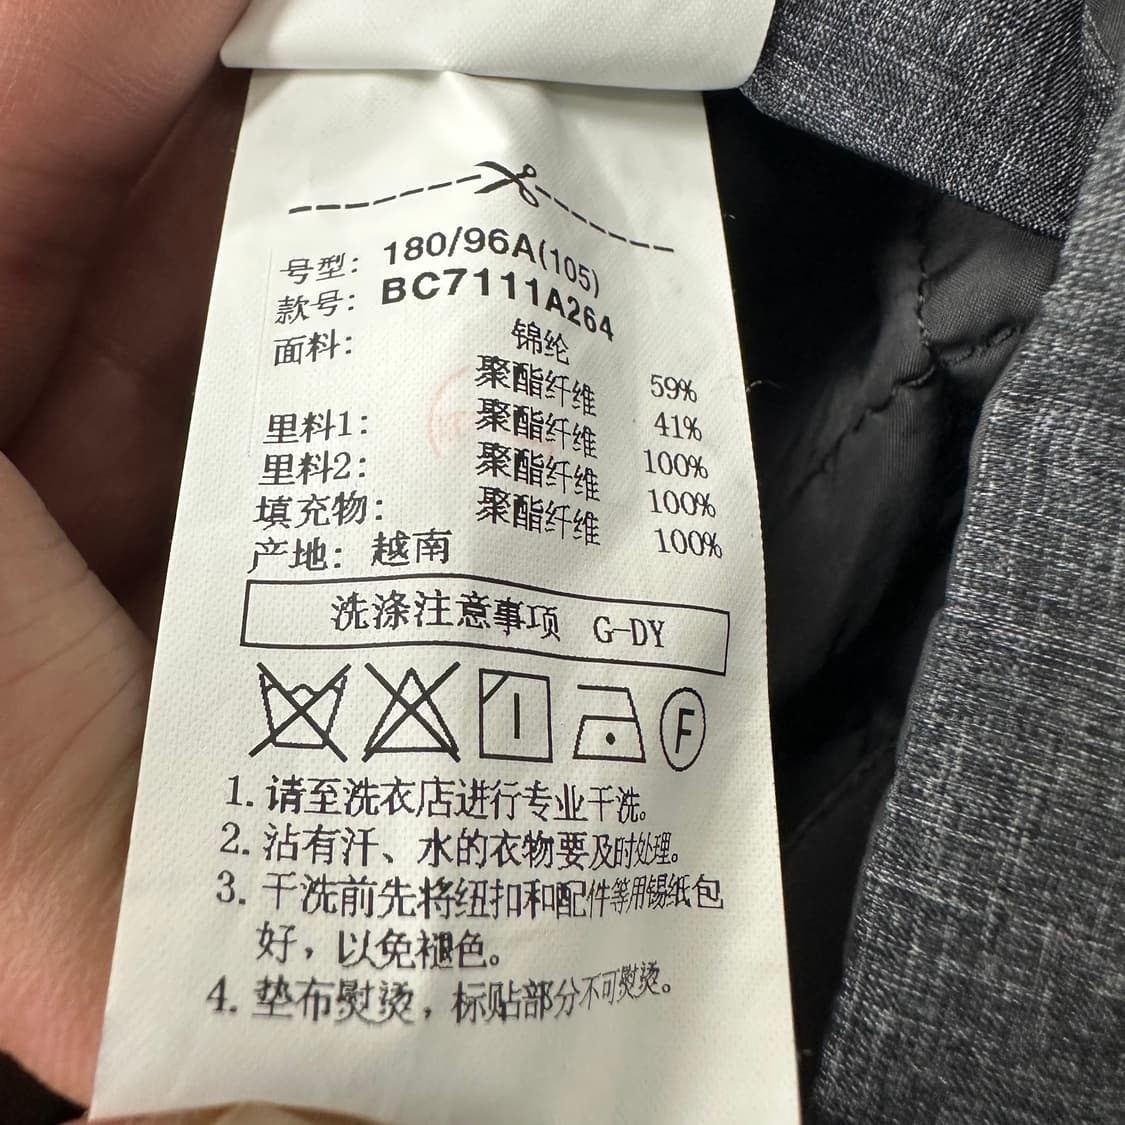 号型: 180/96A(105)
款号: BC7111A264
面料: 锦纶 59%
聚酯纤维 41%
里料1: 聚酯纤维 100%
里料2: 聚酯纤维 100%
填充物: 聚酯纤维 100%
产地: 越南
洗涤注意事项 G-DY
F
1. 请至洗衣店进行专业干洗。
2. 沾有汗、水的衣物要及时处理。
3. 干洗前先将纽扣和配件等用锡纸包
好，以免褪色。
4. 垫布熨烫，标贴部分不可熨烫。